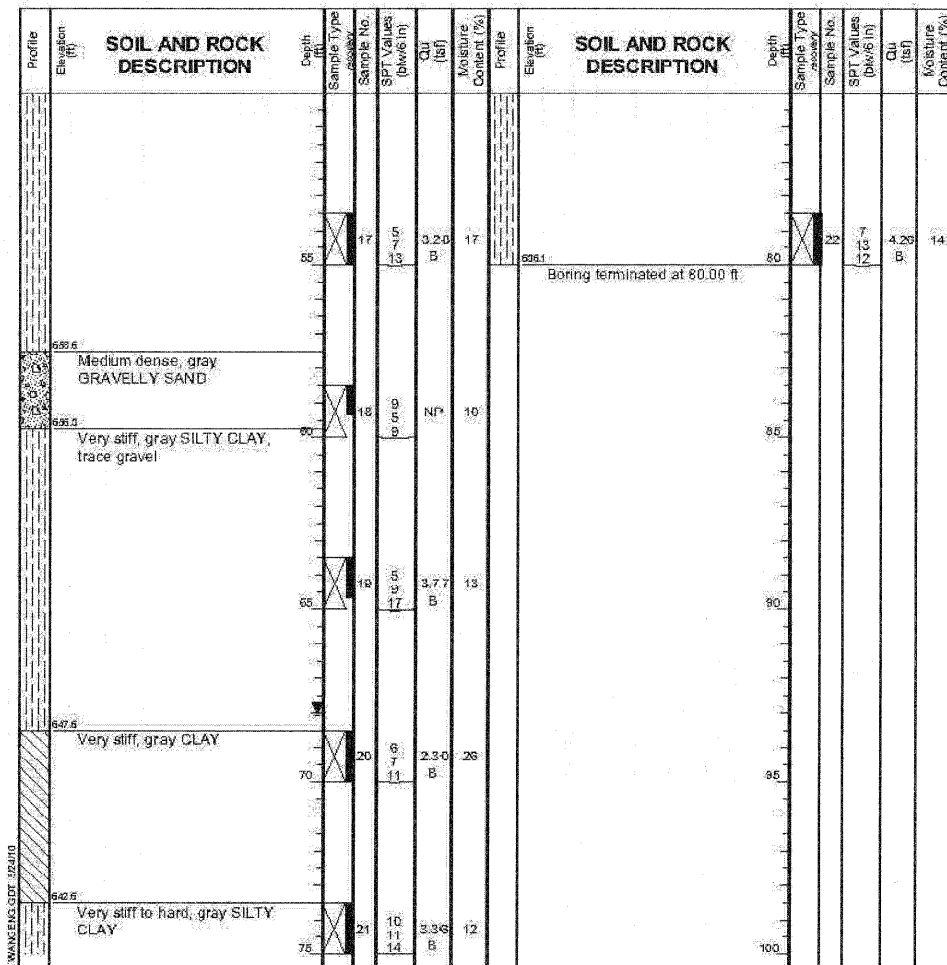 Profile
Elevation (ft)
SOIL AND ROCK DESCRIPTION
Depth (ft)
Sample Type
recovery
Sample No.
SPT Values (blw/6 in)
Qu (tsf)
Moisture Content (%)
Profile
Elevation (ft)
SOIL AND ROCK DESCRIPTION
Depth (ft)
Sample Type
recovery
Sample No.
SPT Values (blw/6 in)
Qu (tsf)
Moisture Content (%)
55
17
5
7
13
3.20
B
17
Medium dense, gray
GRAVELLY SAND
60
18
9
5
9
NP
10
Very stiff, gray SILTY CLAY,
trace gravel
65
19
5
9
17
3.77
B
13
647.6
Very stiff, gray CLAY
70
20
6
7
11
2.30
B
26
642.6
Very stiff to hard, gray SILTY
CLAY
75
21
10
11
14
3.36
B
12
80
22
7
13
12
4.20
B
14
636.1
Boring terminated at 80.00 ft
85
90
95
100